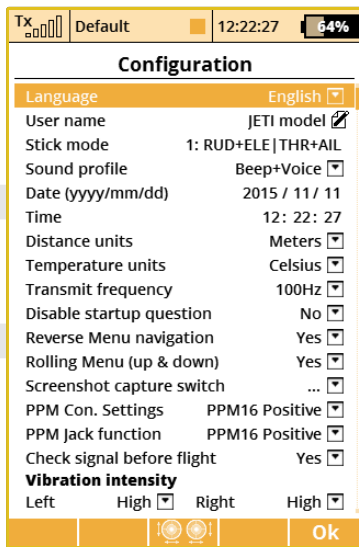 Tx Default 12:22:27 64%
Configuration
Language English
User name JETI model
Stick mode 1: RUD+ELE|THR+AIL
Sound profile Beep+Voice
Date (yyyy/mm/dd) 2015 / 11/ 11
Time 12: 22: 27
Distance units Meters
Temperature units Celsius
Transmit frequency 100Hz
Disable startup question No
Reverse Menu navigation Yes
Rolling Menu (up & down) Yes
Screenshot capture switch ...
PPM Con. Settings PPM16 Positive
PPM Jack function PPM16 Positive
Check signal before flight Yes
Vibration intensity
Left High Right High
Ok